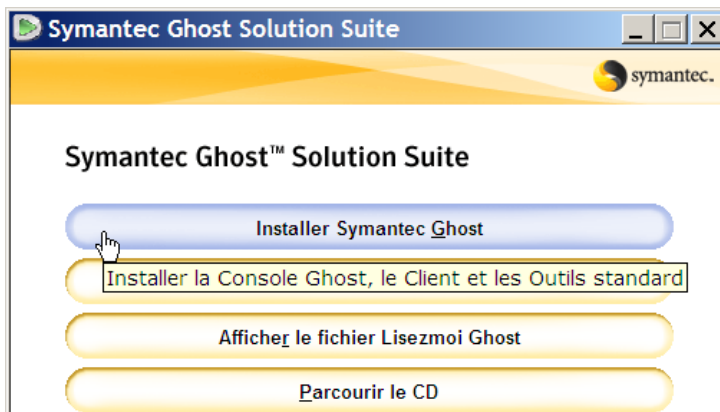 Symantec Ghost Solution Suite
symantec.
Symantec Ghost™ Solution Suite
Installer Symantec Ghost
Installer la Console Ghost, le Client et les Outils standard
Afficher le fichier Lisezmoi Ghost
Parcourir le CD